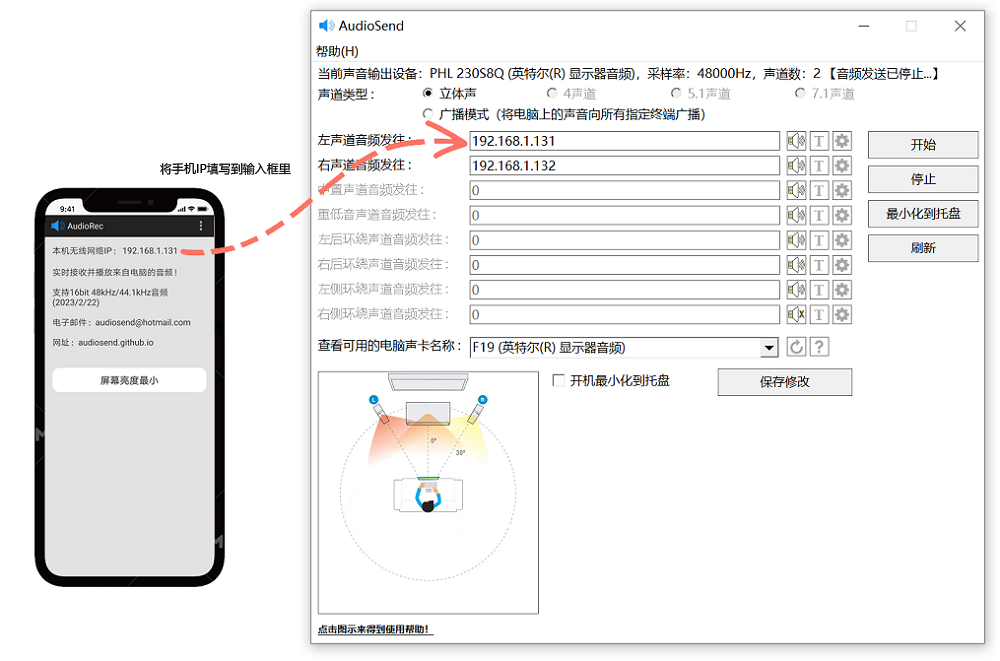 AudioSend
帮助(H)
当前声音输出设备：PHL 230S8Q (英特尔(R) 显示器音频)，采样率：48000Hz，声道数：2 【音频发送已停止...】
声道类型： 立体声 4声道 5.1声道 7.1声道
广播模式（将电脑上的声音向所有指定终端广播）
左声道音频发往： 192.168.1.131 T 开始
右声道音频发往： 192.168.1.132 T
中置声道音频发往： 0 T 停止
重低音声道音频发往： 0 T 最小化到托盘
左后环绕声道音频发往： 0 T 刷新
右后环绕声道音频发往： 0 T
左侧环绕声道音频发往： 0 T
右侧环绕声道音频发往： 0 T
查看可用的电脑声卡名称： F19 (英特尔(R) 显示器音频) ?
开机最小化到托盘 保存修改
L R
0°
30°
点击图示来得到使用帮助！
将手机IP填写到输入框里
9:41
AudioRec
本机无线网络IP： 192.168.1.131
实时接收并播放来自电脑的音频！
支持16bit 48kHz/44.1kHz音频
(2023/2/22)
电子邮件：audiosend@hotmail.com
网址：audiosend.github.io
屏幕亮度最小